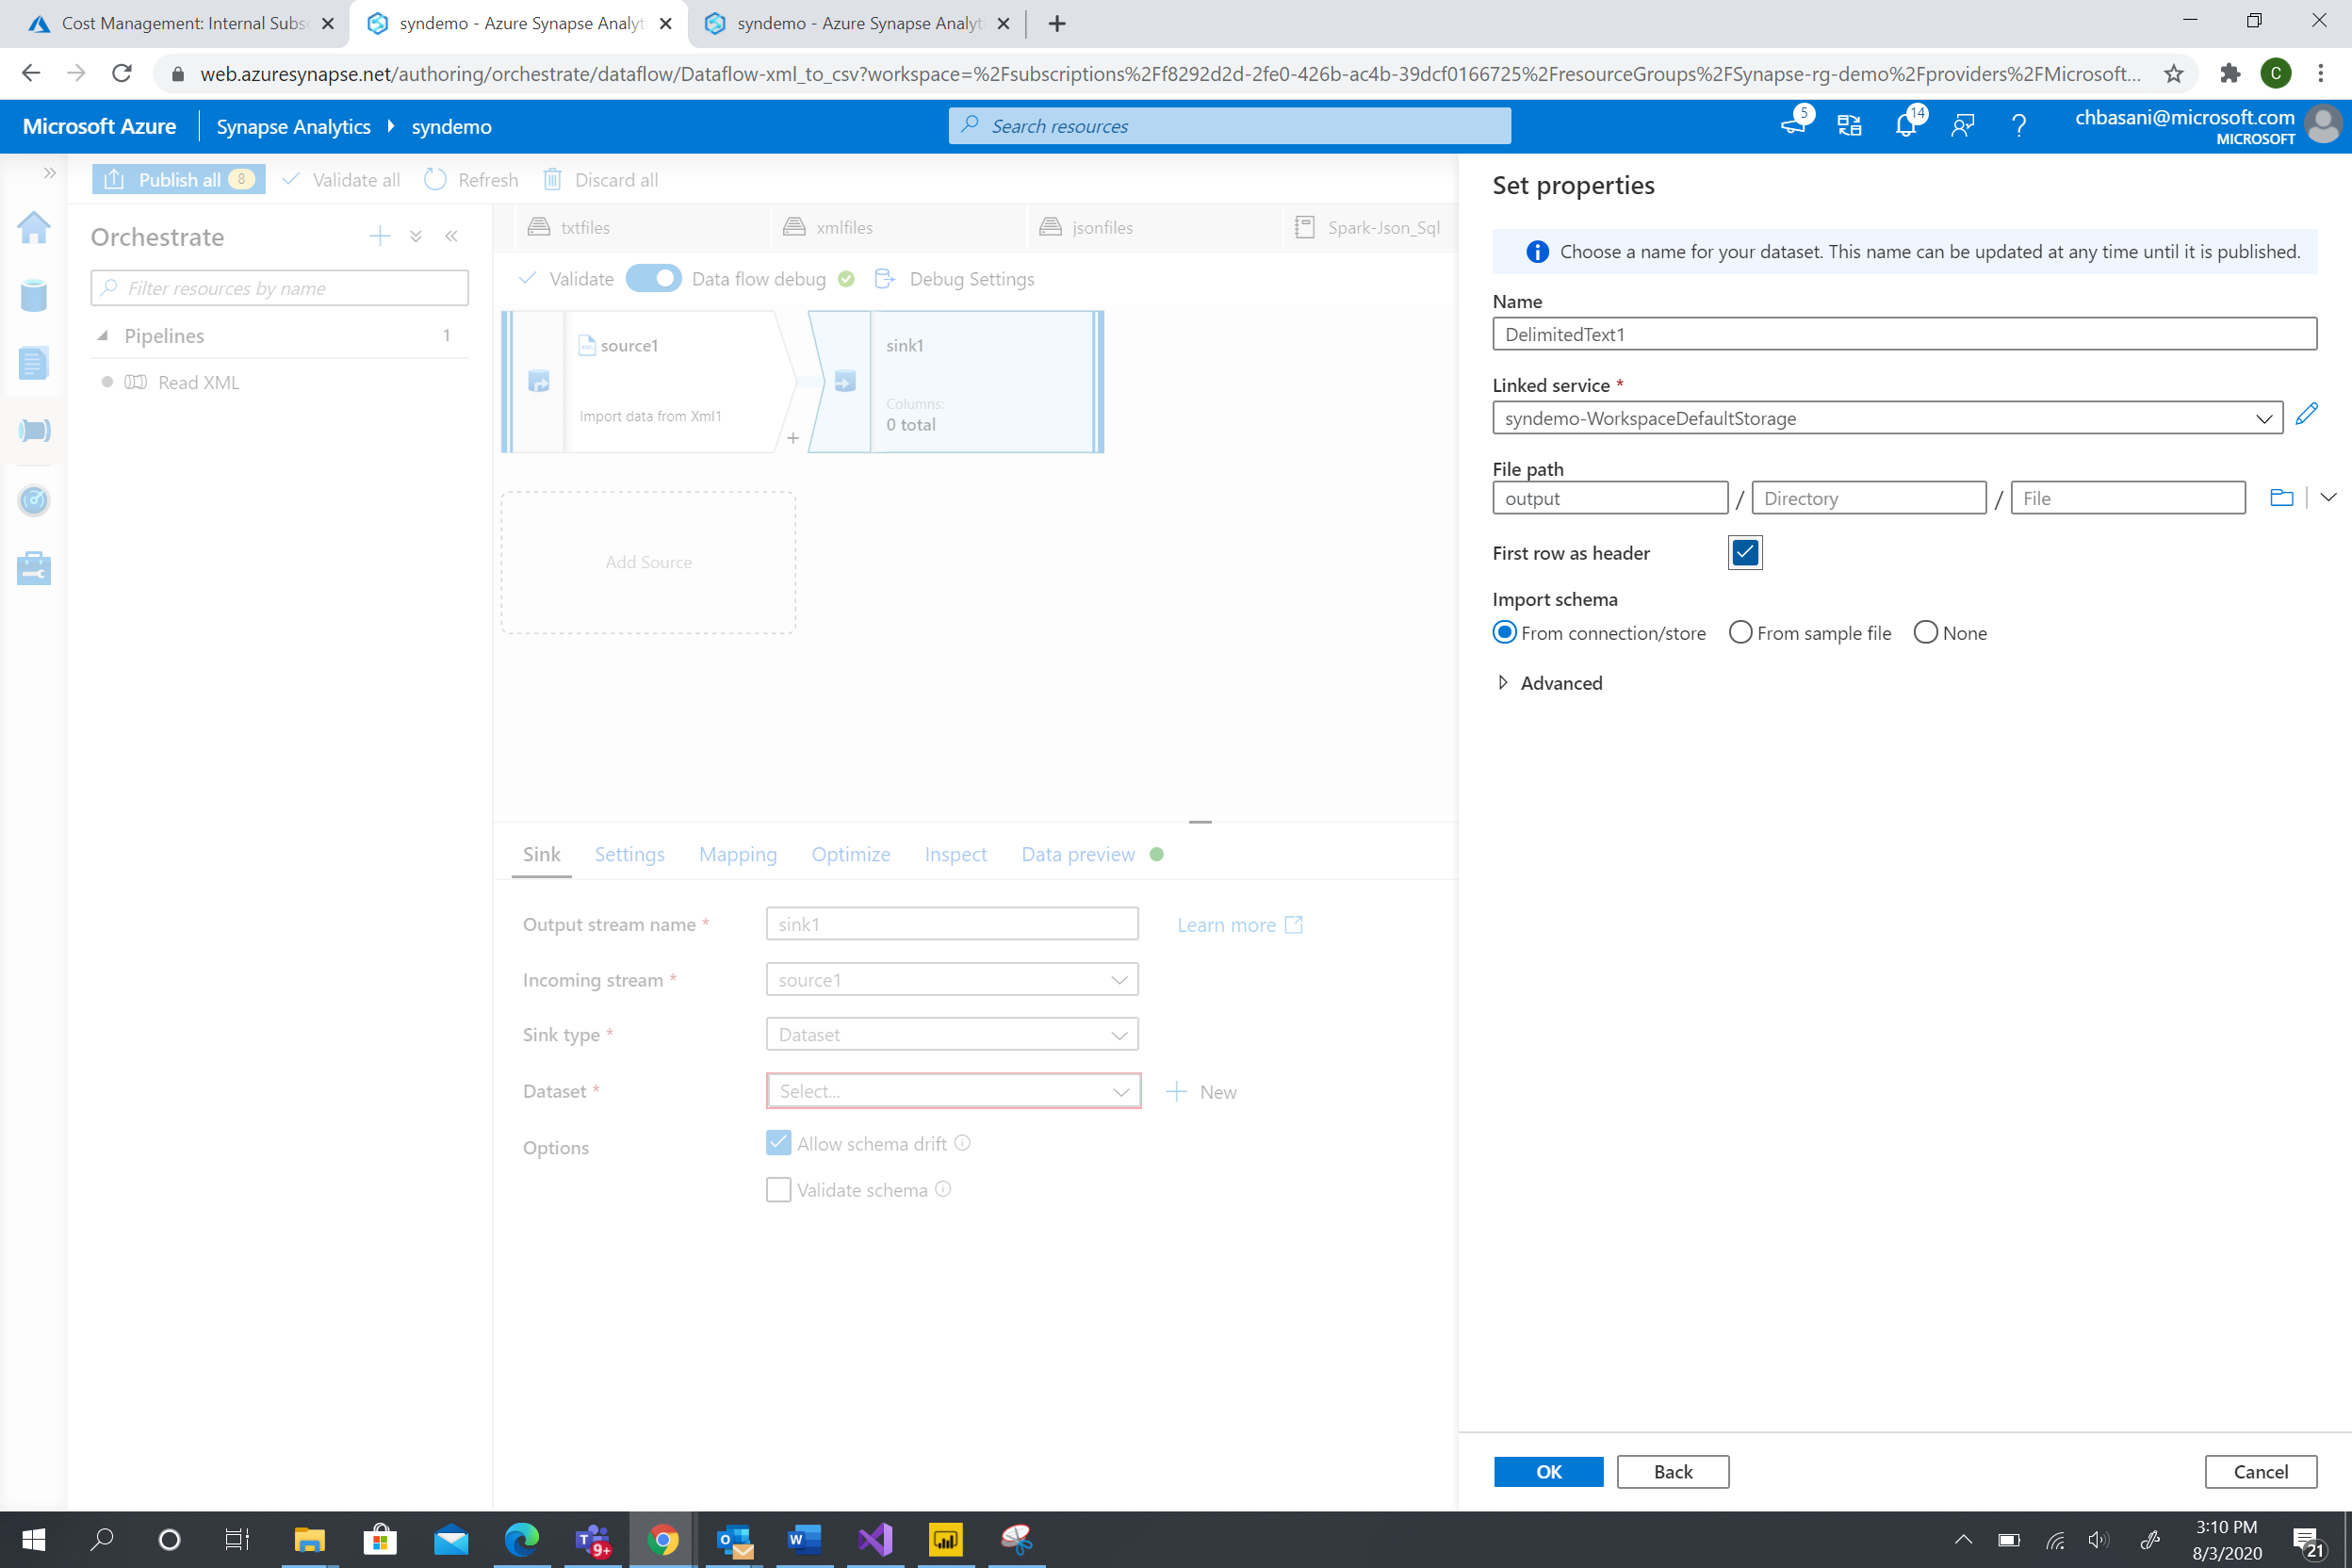 Cost Management: Internal Subs
syndemo - Azure Synapse Analyt
syndemo - Azure Synapse Analyt
web.azuresynapse.net/authoring/orchestrate/dataflow/Dataflow-xml_to_csv?workspace=%2Fsubscriptions%2Ff8292d2d-2fe0-426b-ac4b-39dcf0166725%2FresourceGroups%2FSynapse-rg-demo%2Fproviders%2FMicrosoft...
C
Microsoft Azure
Synapse Analytics
syndemo
Search resources
5
14
chbasani@microsoft.com
MICROSOFT
Publish all 8
Validate all
Refresh
Discard all
Orchestrate
Filter resources by name
Pipelines 1
Read XML
txtfiles
xmlfiles
jsonfiles
Spark-Json_Sql
Validate
Data flow debug
Debug Settings
source1
Import data from Xml1
+
sink1
Columns:
0 total
Add Source
Sink
Settings
Mapping
Optimize
Inspect
Data preview
Output stream name *
sink1
Learn more
Incoming stream *
source1
Sink type *
Dataset
Dataset *
Select...
New
Options
Allow schema drift
Validate schema
Set properties
Choose a name for your dataset. This name can be updated at any time until it is published.
Name
DelimitedText1
Linked service *
syndemo-WorkspaceDefaultStorage
File path
output / Directory / File
First row as header
Import schema
From connection/store
From sample file
None
Advanced
OK
Back
Cancel
9+
3:10 PM
8/3/2020
21